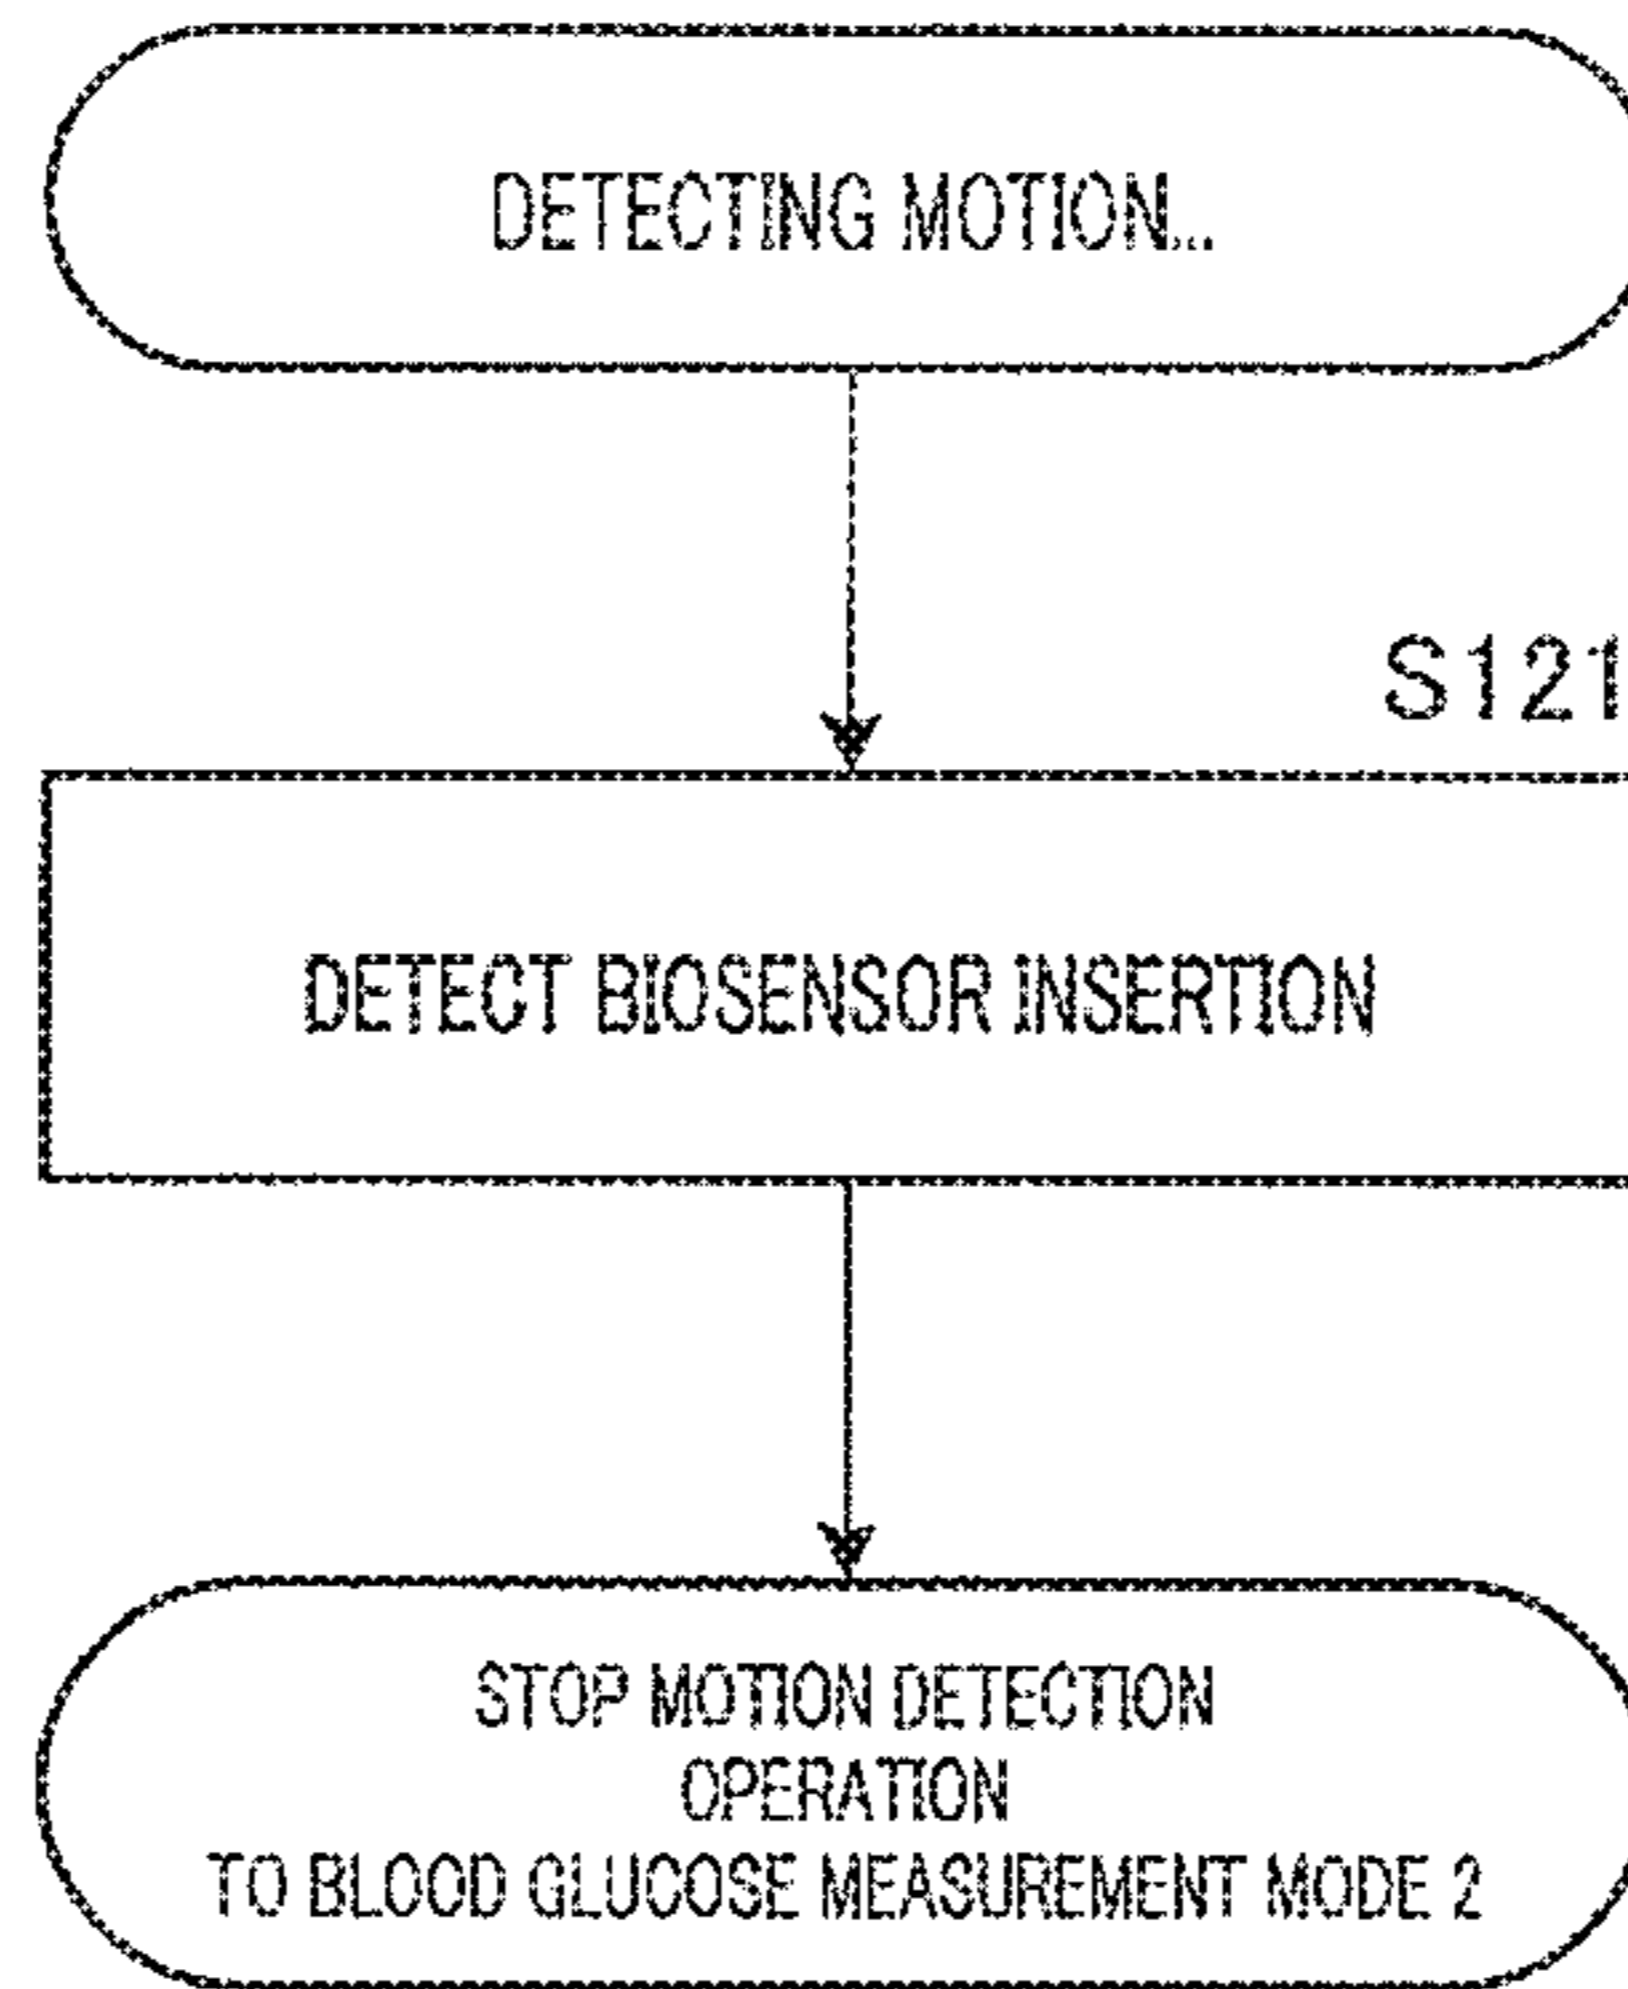 DETECTING MOTION...
S121
DETECT BIOSENSOR INSERTION
STOP MOTION DETECTION
OPERATION
TO BLOOD GLUCOSE MEASUREMENT MODE 2